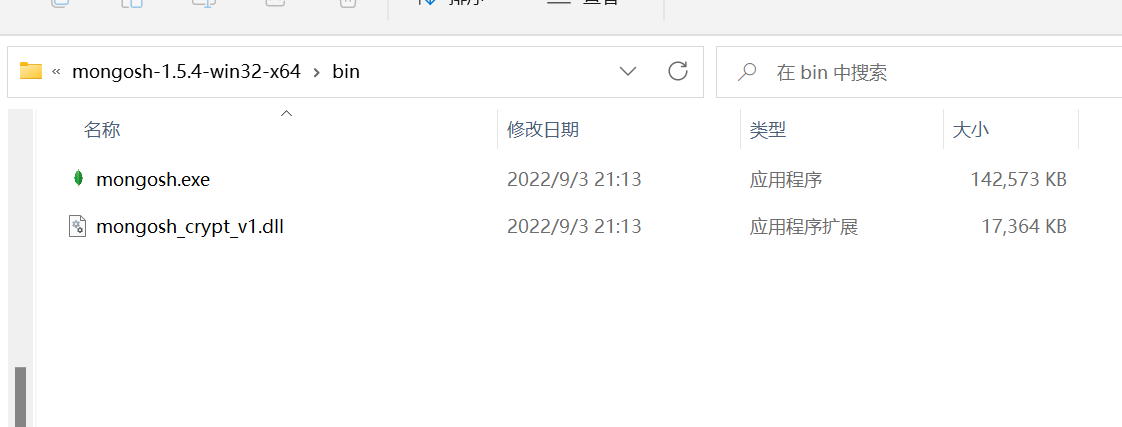 « mongosh-1.5.4-win32-x64 > bin
在 bin 中搜索
名称 修改日期 类型 大小
mongosh.exe 2022/9/3 21:13 应用程序 142,573 KB
mongosh_crypt_v1.dll 2022/9/3 21:13 应用程序扩展 17,364 KB